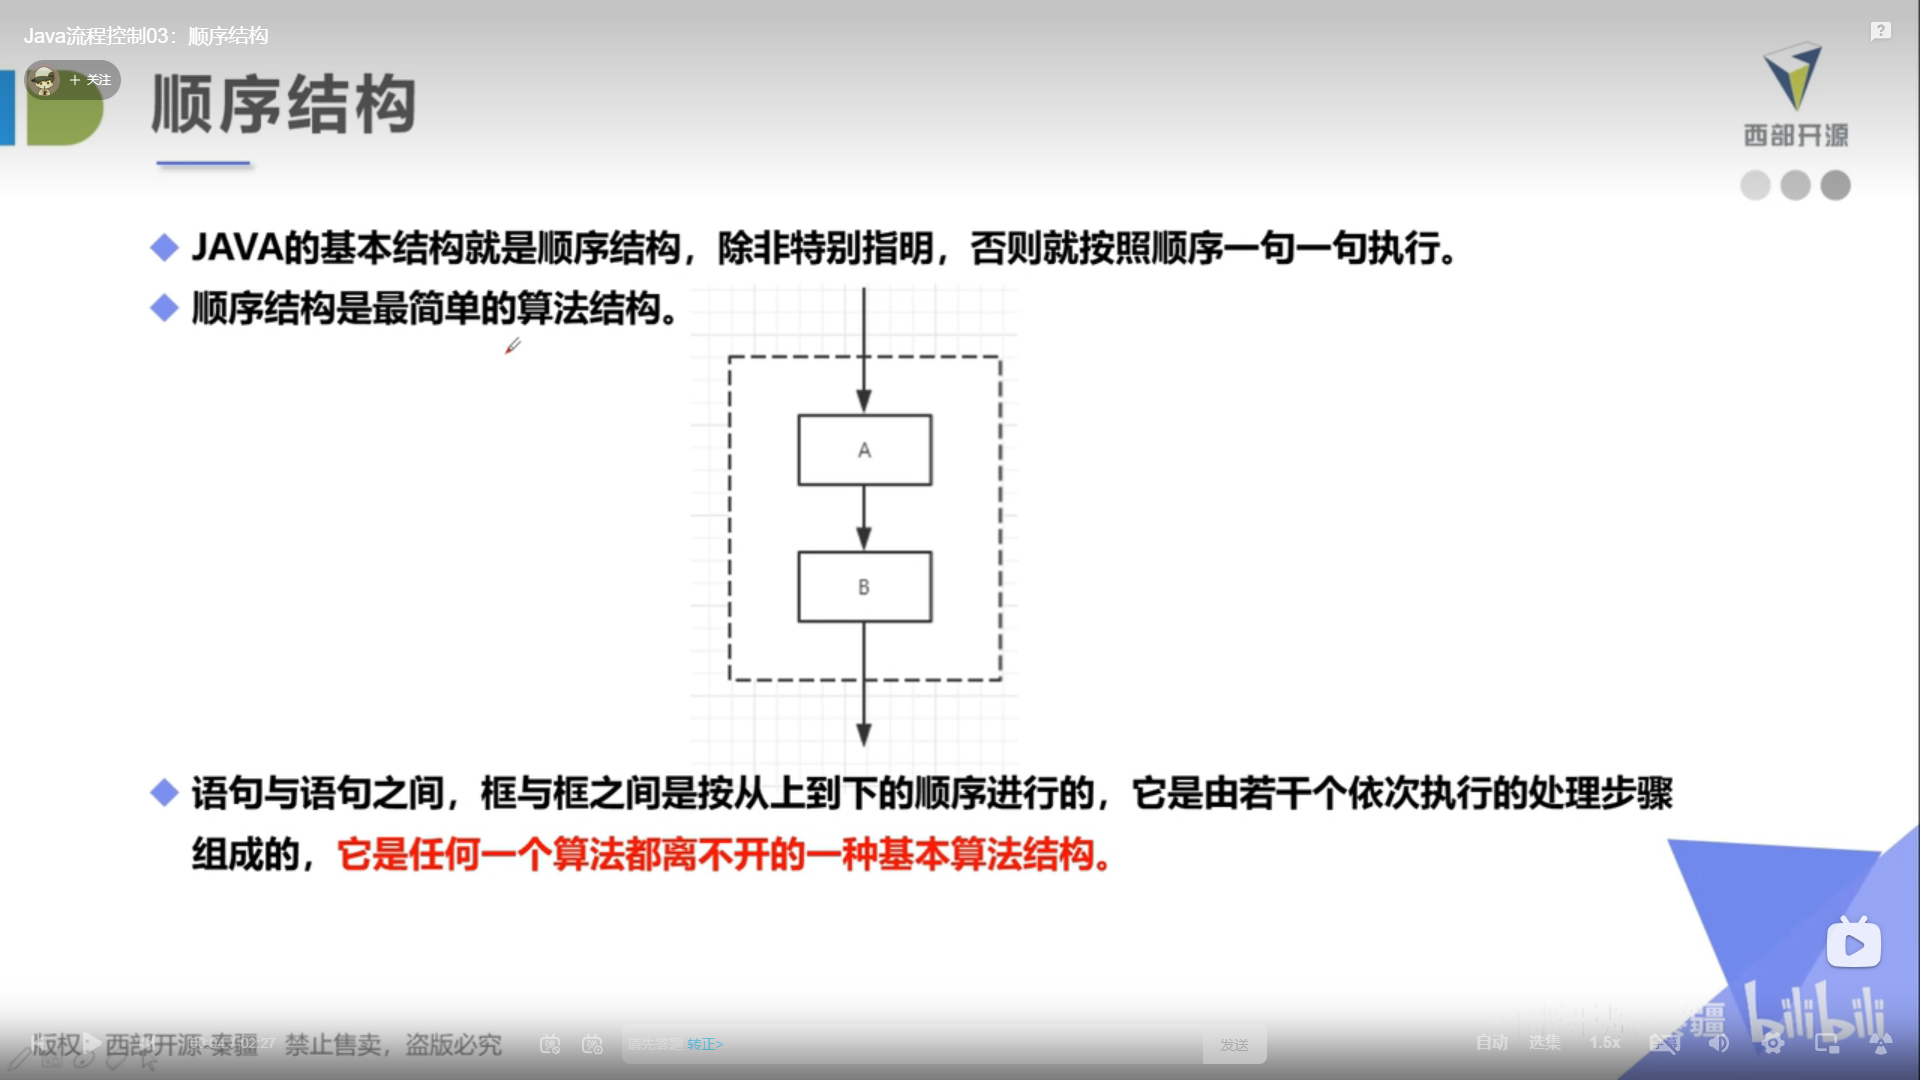 Java流程控制03：顺序结构
+ 关注
顺序结构
西部开源
JAVA的基本结构就是顺序结构，除非特别指明，否则就按照顺序一句一句执行。
顺序结构是最简单的算法结构。
A
B
语句与语句之间，框与框之间是按从上到下的顺序进行的，它是由若干个依次执行的处理步骤
组成的，它是任何一个算法都离不开的一种基本算法结构。
bilibili
版权 西部开源-秦疆 禁止售卖，盗版必究
请先答题 转正>
发送
自动 选集 1.5x